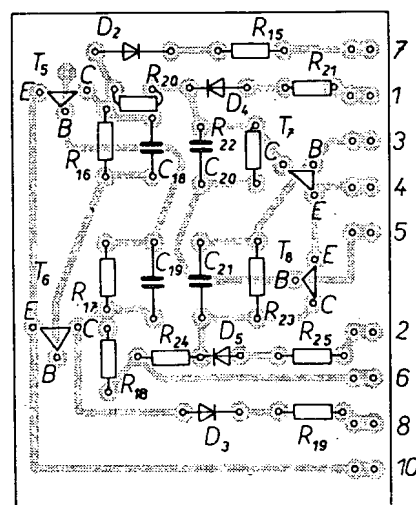 D2 R15 7
T5 E C R20 D4 R21 1
B R22 T7 3
R16 C18 C20 C B 4
E 5
T6 C19 C21 T8 E
B
R17 C
E C R23 2
R24 D5 R25
B R18 6
D3 R19 8
10